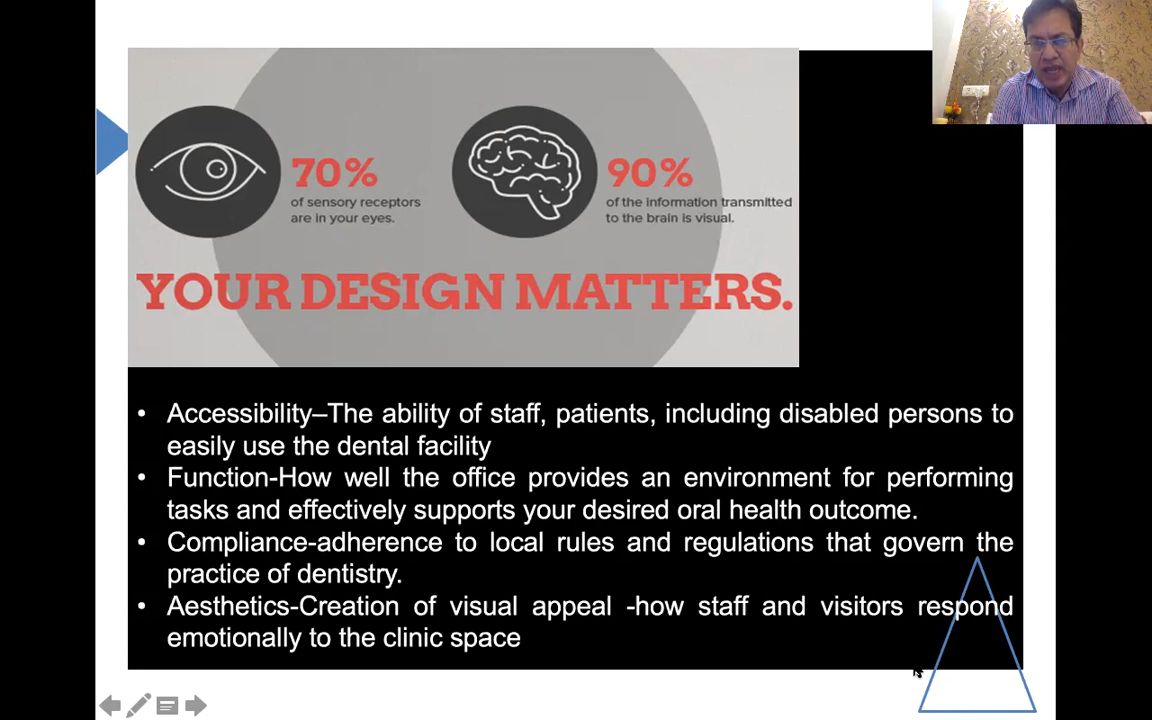 70%
of sensory receptors
are in your eyes.
90%
of the information transmitted
to the brain is visual.
YOUR DESIGN MATTERS.
• Accessibility–The ability of staff, patients, including disabled persons to
easily use the dental facility
• Function-How well the office provides an environment for performing
tasks and effectively supports your desired oral health outcome.
• Compliance-adherence to local rules and regulations that govern the
practice of dentistry.
• Aesthetics-Creation of visual appeal -how staff and visitors respond
emotionally to the clinic space